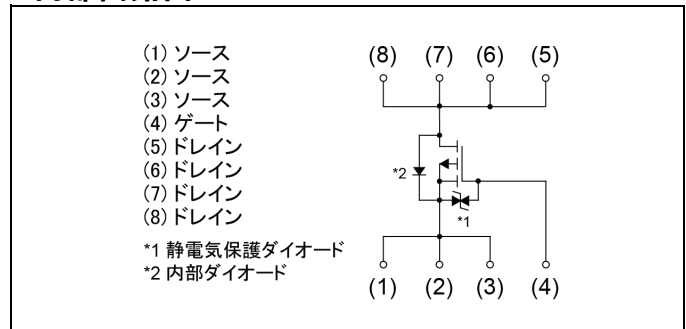 (1) ソース
(2) ソース
(3) ソース
(4) ゲート
(5) ドレイン
(6) ドレイン
(7) ドレイン
(8) ドレイン
*1 静電気保護ダイオード
*2 内部ダイオード
(8) (7) (6) (5)
*2
*1
(1) (2) (3) (4)